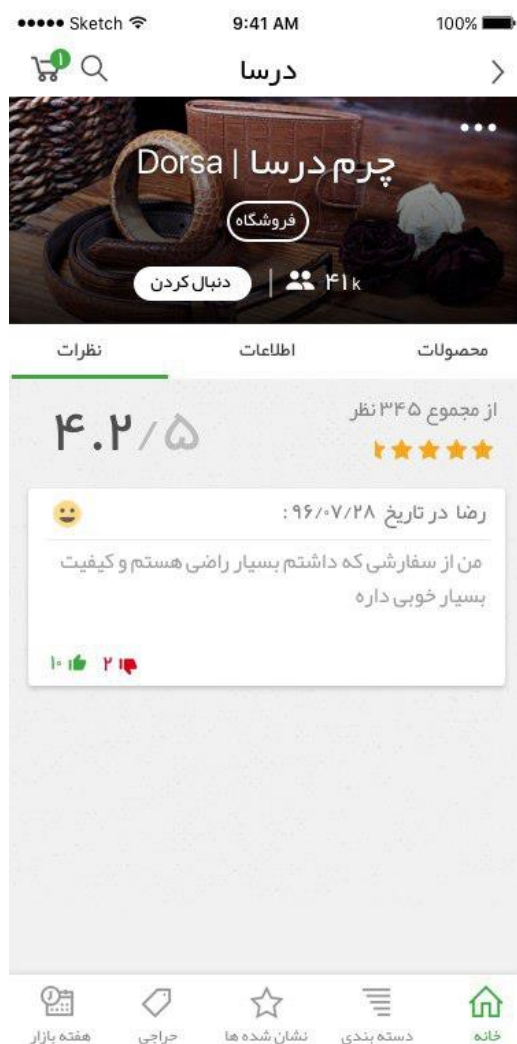 Sketch
9:41 AM
100%
۱
درسا
چرم درسا | Dorsa
فروشگاه
۴۱k
دنبال کردن
محصولات
اطلاعات
نظرات
از مجموع ۳۴۵ نظر
۴.۲/۵
رضا در تاریخ ۹۶/۰۷/۲۸ :
من از سفارشی که داشتم بسیار راضی هستم و کیفیت
بسیار خوبی داره
۱۰ ۲
خانه
دسته بندی
نشان شده ها
حراجی
هفته بازار